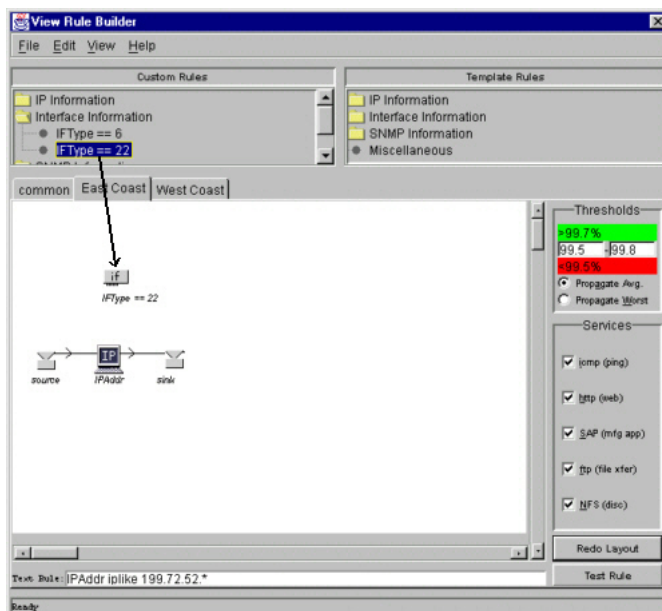 View Rule Builder
File Edit View Help
Custom Rules
Template Rules
IP Information
Interface Information
IFType == 6
IFType == 22
SNMP Information
IP Information
Interface Information
SNMP Information
Miscellaneous
common East Coast West Coast
if
IFType == 22
IP
source IPAddr sink
Thresholds
>99.7%
99.5 - 99.8
<99.5%
Propagate Avg.
Propagate Worst
Services
icmp (ping)
http (web)
SAP (mfg app)
ftp (file xfer)
NFS (disc)
Redo Layout
Text Rule: IPAddr iplike 199.72.52.*
Test Rule
Ready